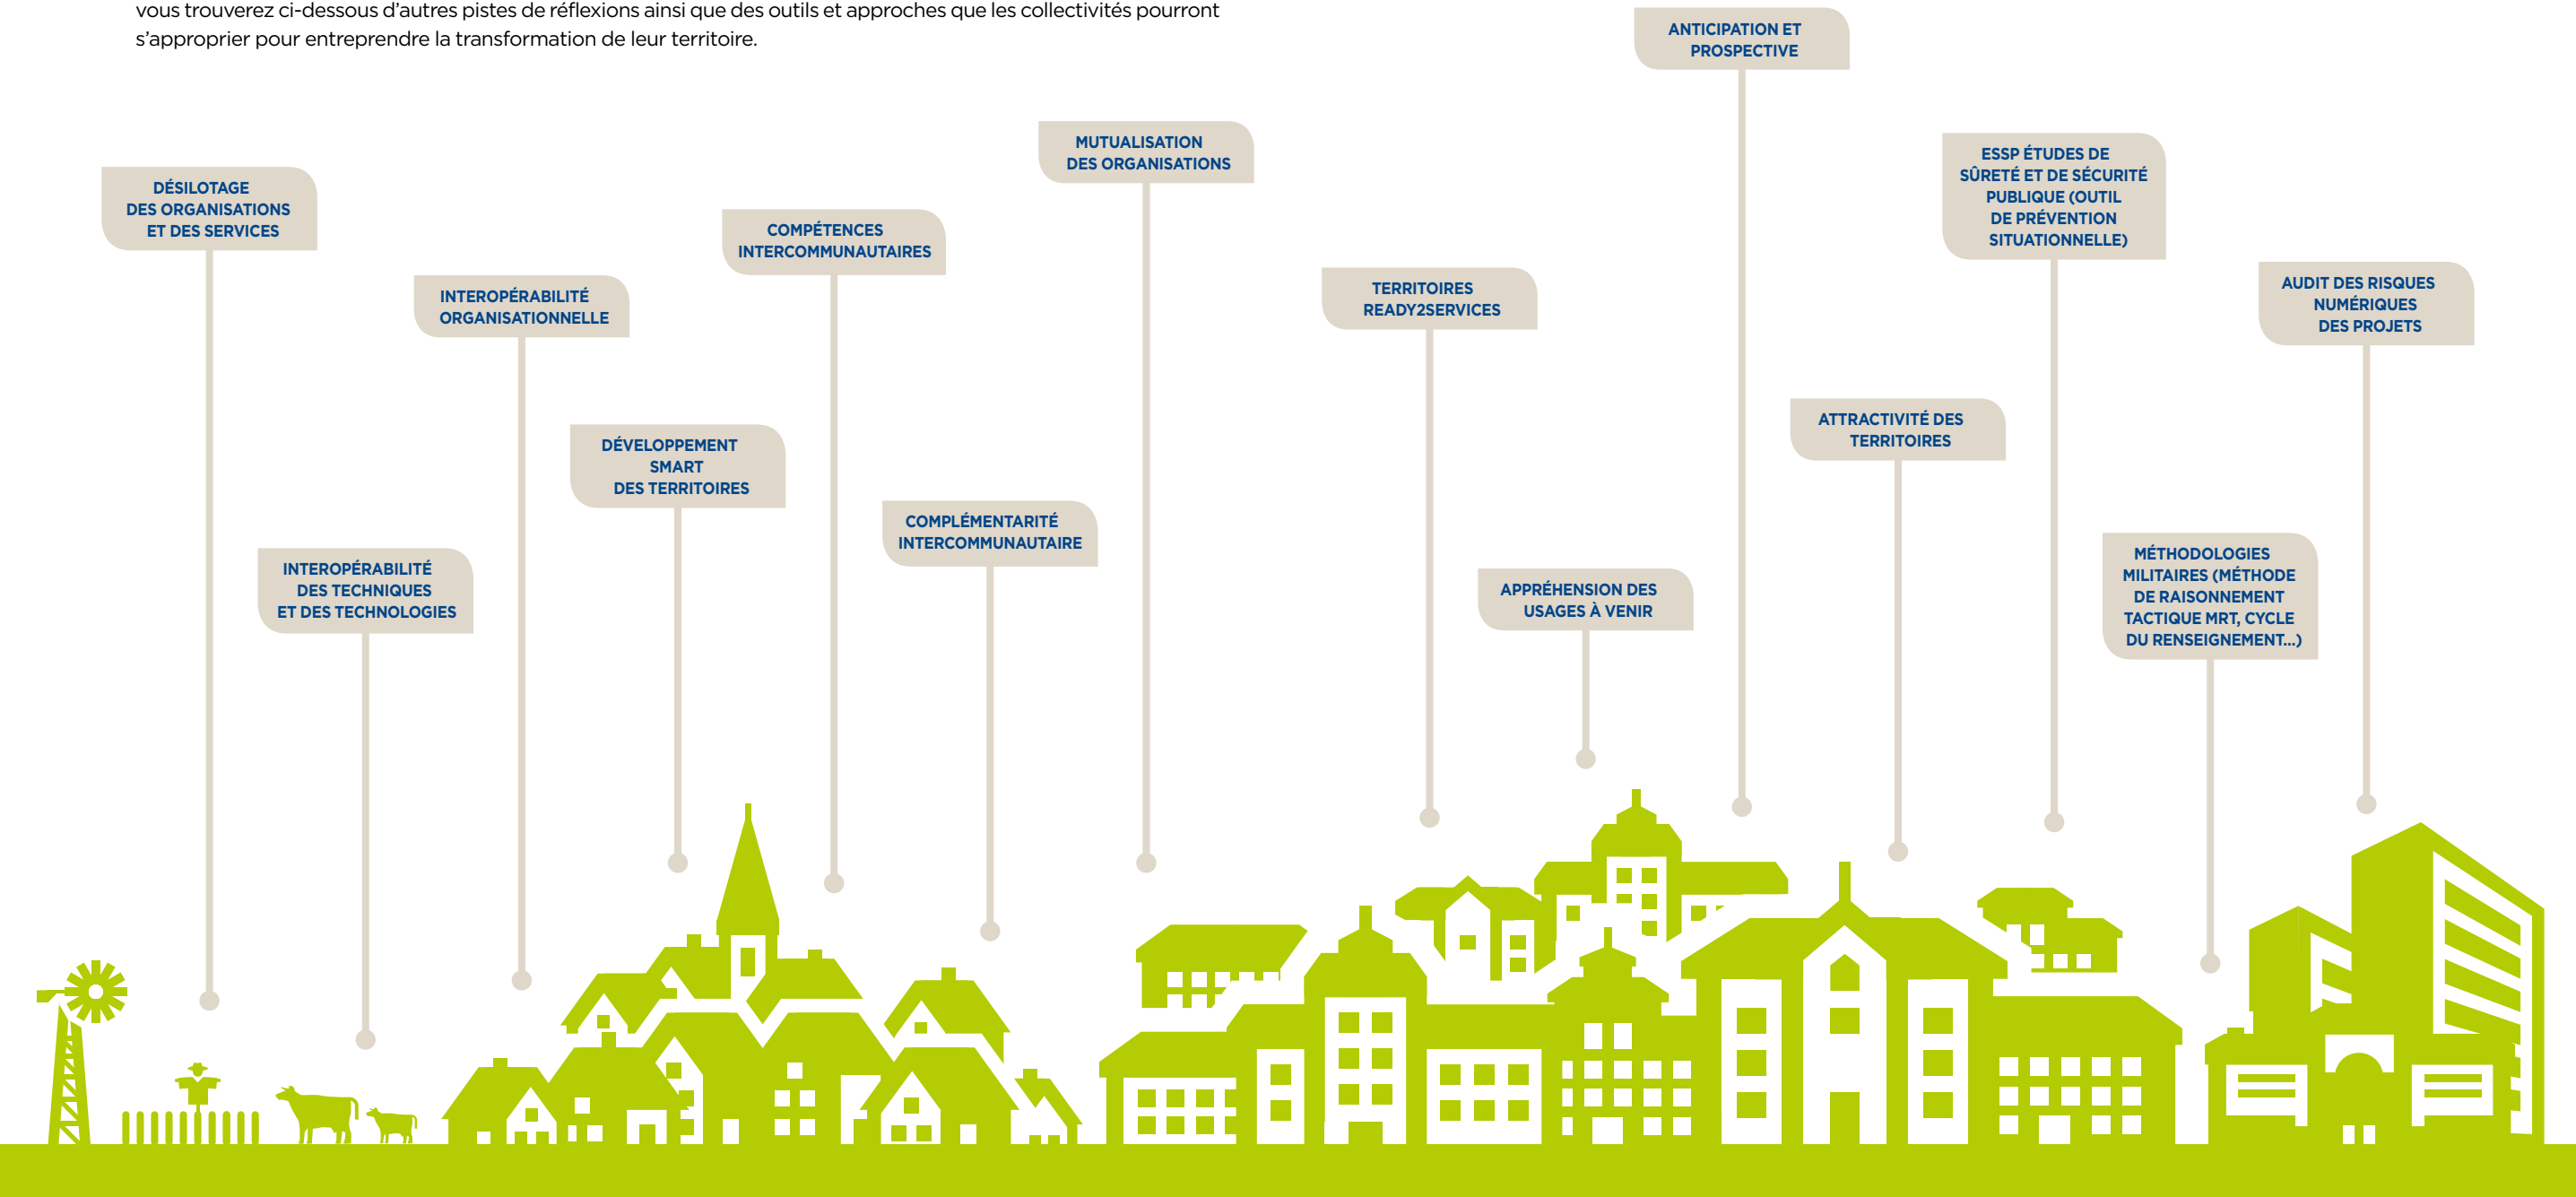 vous trouverez ci-dessous d’autres pistes de réflexions ainsi que des outils et approches que les collectivités pourront
s’approprier pour entreprendre la transformation de leur territoire.
DÉSILOTAGE
DES ORGANISATIONS
ET DES SERVICES
INTEROPÉRABILITÉ
DES TECHNIQUES
ET DES TECHNOLOGIES
INTEROPÉRABILITÉ
ORGANISATIONNELLE
DÉVELOPPEMENT
SMART
DES TERRITOIRES
COMPÉTENCES
INTERCOMMUNAUTAIRES
COMPLÉMENTARITÉ
INTERCOMMUNAUTAIRE
MUTUALISATION
DES ORGANISATIONS
TERRITOIRES
READY2SERVICES
APPRÉHENSION DES
USAGES À VENIR
ANTICIPATION ET
PROSPECTIVE
ATTRACTIVITÉ DES
TERRITOIRES
ESSP ÉTUDES DE
SÛRETÉ ET DE SÉCURITÉ
PUBLIQUE (OUTIL
DE PRÉVENTION
SITUATIONNELLE)
MÉTHODOLOGIES
MILITAIRES (MÉTHODE
DE RAISONNEMENT
TACTIQUE MRT, CYCLE
DU RENSEIGNEMENT...)
AUDIT DES RISQUES
NUMÉRIQUES
DES PROJETS